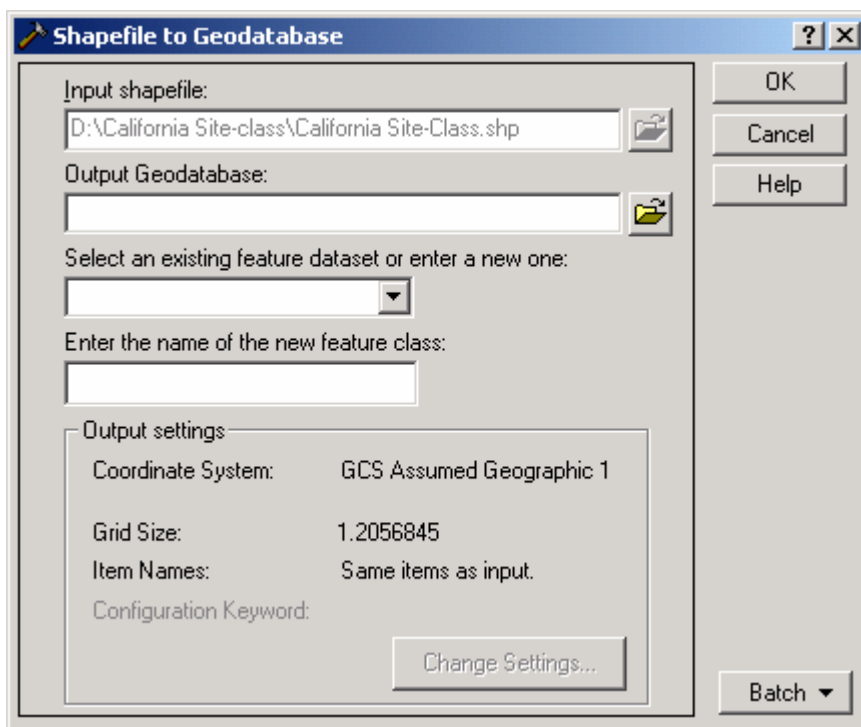 Shapefile to Geodatabase
Input shapefile:
D:\California Site-class\California Site-Class.shp
Output Geodatabase:
Select an existing feature dataset or enter a new one:
Enter the name of the new feature class:
Output settings
Coordinate System: GCS Assumed Geographic 1
Grid Size: 1.2056845
Item Names: Same items as input.
Configuration Keyword:
Change Settings...
OK
Cancel
Help
Batch